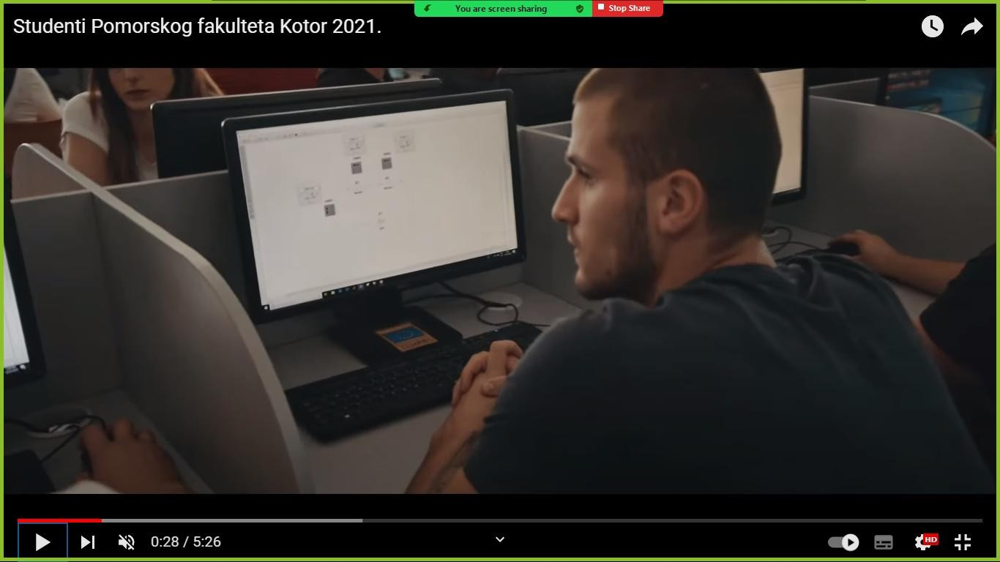 You are screen sharing
Stop Share
Studenti Pomorskog fakulteta Kotor 2021.
0:28 / 5:26
HD